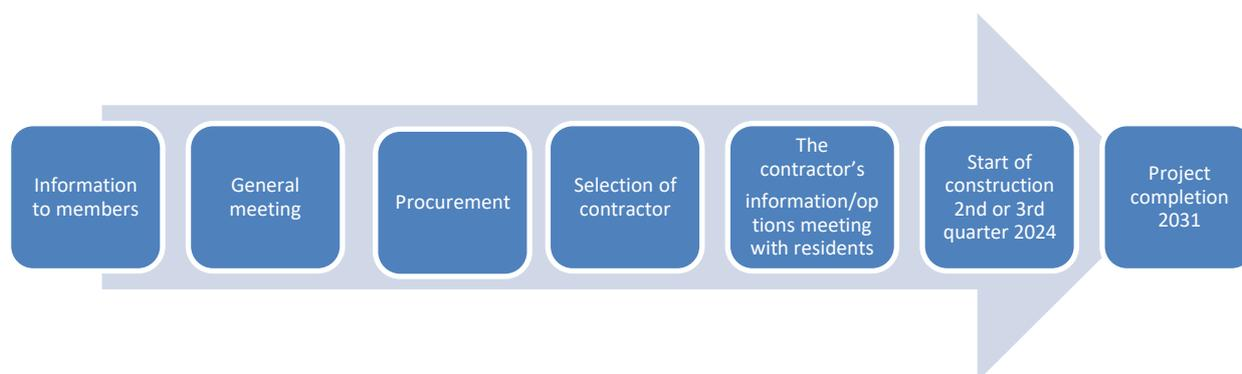 Information
to members
General
meeting
Procurement
Selection of
contractor
The
contractor’s
information/op
tions meeting
with residents
Start of
construction
2nd or 3rd
quarter 2024
Project
completion
2031